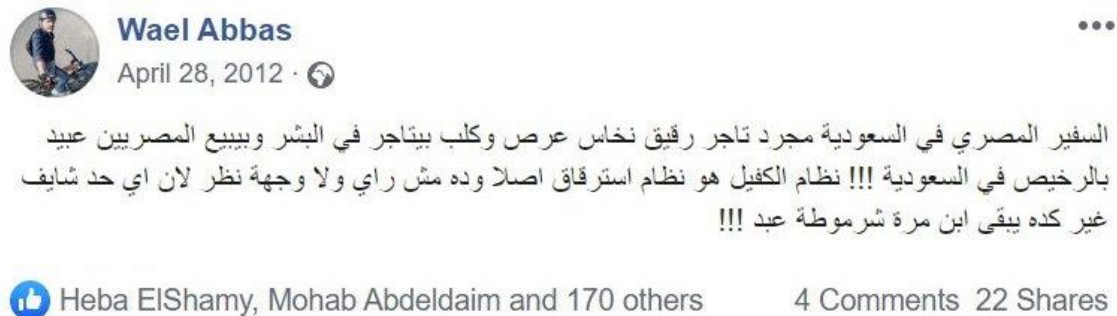 Wael Abbas
April 28, 2012 ·
السفير المصري في السعودية مجرد تاجر رقيق نخاس عرص وكلب بيتاجر في البشر وبيبيع المصريين عبيد
بالرخيص في السعودية !!! نظام الكفيل هو نظام استرقاق اصلا وده مش راي ولا وجهة نظر لان اي حد شايف
غير كده يبقى ابن مرة شرموطة عبد !!!
Heba ElShamy, Mohab Abdeldaim and 170 others 4 Comments 22 Shares